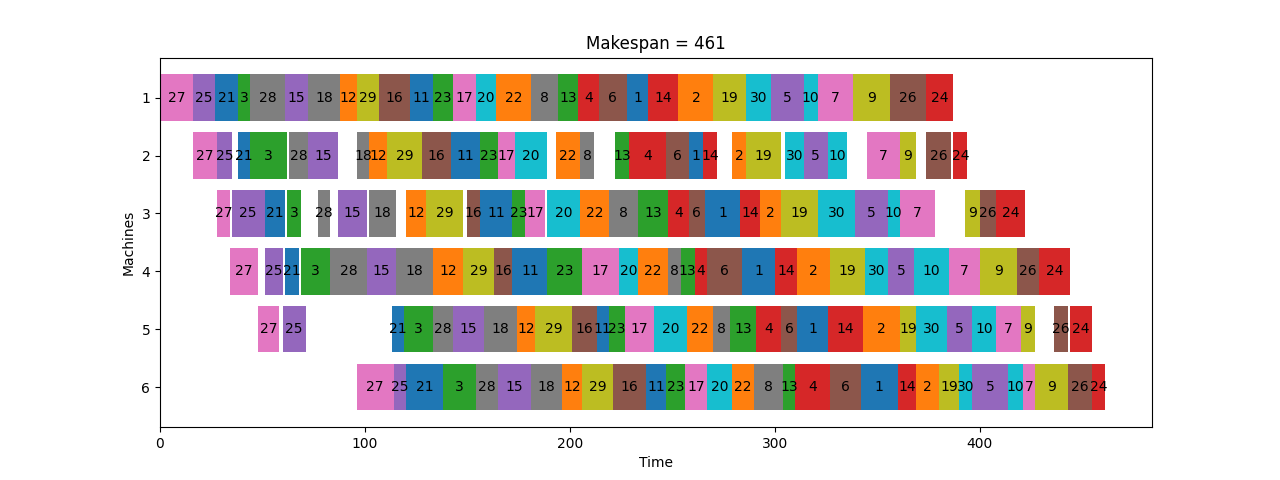 Makespan = 461
Machines
1 27 25 21 3 28 15 18 12 29 16 11 23 17 20 22 8 13 4 6 1 14 2 19 30 5 10 7 9 26 24
2 27 25 21 3 28 15 18 12 29 16 11 23 17 20 22 8 13 4 6 1 14 2 19 30 5 10 7 9 26 24
3 27 25 21 3 28 15 18 12 29 16 11 23 17 20 22 8 13 4 6 1 14 2 19 30 5 10 7 9 26 24
4 27 25 21 3 28 15 18 12 29 16 11 23 17 20 22 8 13 4 6 1 14 2 19 30 5 10 7 9 26 24
5 27 25 21 3 28 15 18 12 29 16 11 23 17 20 22 8 13 4 6 1 14 2 19 30 5 10 7 9 26 24
6 27 25 21 3 28 15 18 12 29 16 11 23 17 20 22 8 13 4 6 1 14 2 19 30 5 10 7 9 26 24
0 100 200 300 400
Time